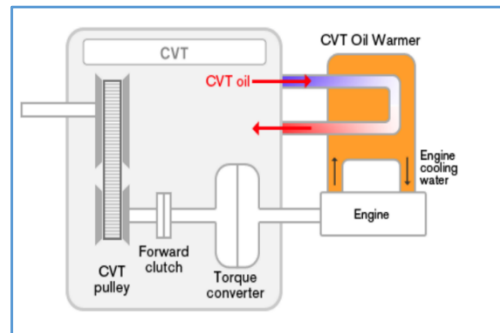 CVT
CVT Oil Warmer
CVT oil
Engine
cooling
water
Engine
Forward
clutch
CVT
pulley
Torque
converter